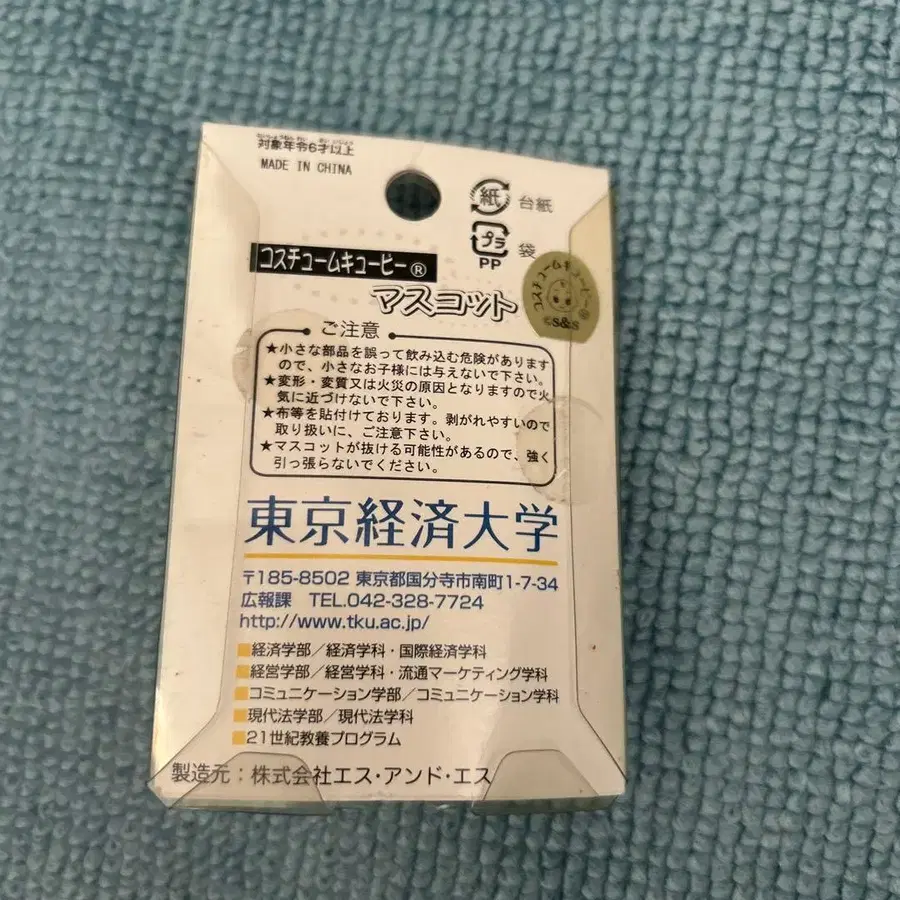 対象年令6才以上
MADE IN CHINA
紙 台紙
プラ 袋
PP
コスチュームキューピー®
マスコット
コスチュームキューピー®
©S&S
ご注意
★小さな部品を誤って飲み込む危険があります
ので、小さなお子様には与えないで下さい。
★変形・変質又は火災の原因となりますので火
気に近づけないで下さい。
★布等を貼付けております。剥がれやすいので
取り扱いに、ご注意下さい。
★マスコットが抜ける可能性があるので、強く
引っ張らないでください。
東京経済大学
〒185-8502 東京都国分寺市南町1-7-34
広報課 TEL.042-328-7724
http://www.tku.ac.jp/
■経済学部/経済学科・国際経済学科
■経営学部/経営学科・流通マーケティング学科
■コミュニケーション学部/コミュニケーション学科
■現代法学部/現代法学科
■21世紀教養プログラム
製造元:株式会社エス・アンド・エス